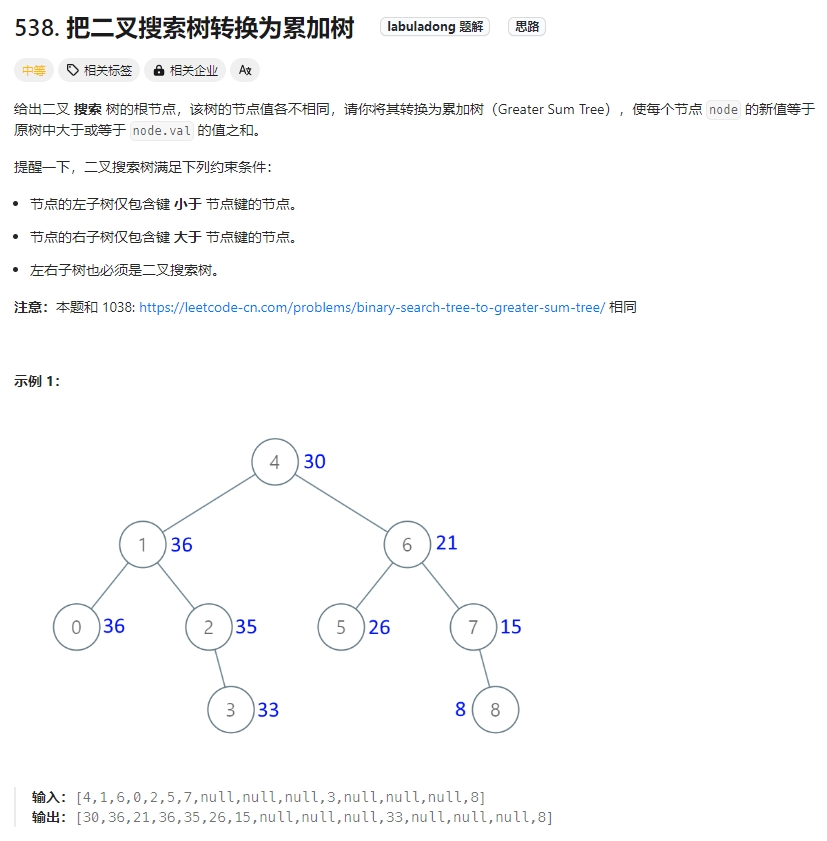 538. 把二叉搜索树转换为累加树 labuladong 题解 思路
中等 相关标签 相关企业 Aあ
给出二叉 搜索 树的根节点，该树的节点值各不相同，请你将其转换为累加树（Greater Sum Tree），使每个节点 node 的新值等于
原树中大于或等于 node.val 的值之和。
提醒一下，二叉搜索树满足下列约束条件：
节点的左子树仅包含键 小于 节点键的节点。
节点的右子树仅包含键 大于 节点键的节点。
左右子树也必须是二叉搜索树。
注意：本题和 1038: https://leetcode-cn.com/problems/binary-search-tree-to-greater-sum-tree/ 相同
示例 1：
4 30
1 36 6 21
0 36 2 35 5 26 7 15
3 33 8 8
输入：[4,1,6,0,2,5,7,null,null,null,3,null,null,null,8]
输出：[30,36,21,36,35,26,15,null,null,null,33,null,null,null,8]